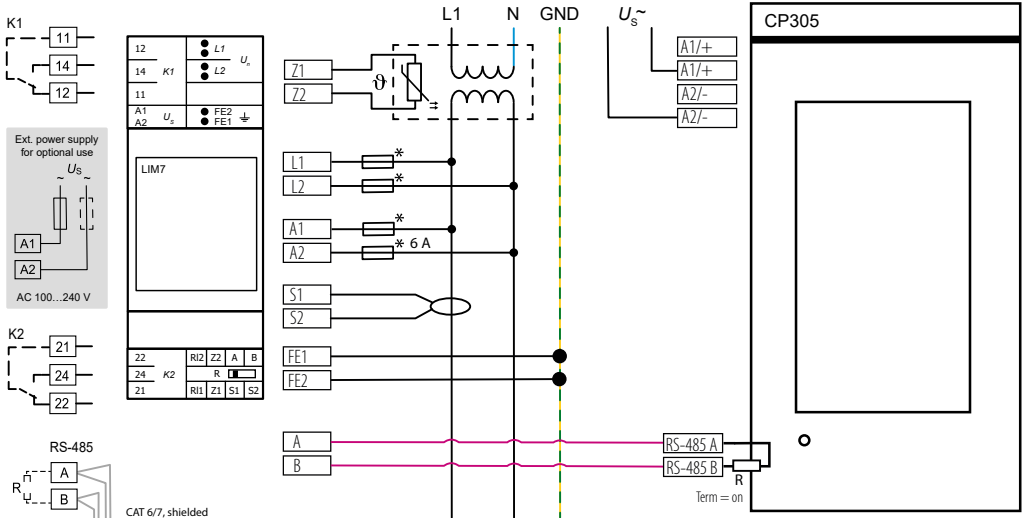 K1
11
14
12
Ext. power supply
for optional use
US
~ ~
A1
A2
AC 100...240 V
K2
21
24
22
RS-485
R
A
B
CAT 6/7, shielded
12
14 K1
11
A1
A2 Us
L1
L2 Un
FE2
FE1
LIM7
22
24 K2
21
RI2 Z2 A B
R
RI1 Z1 S1 S2
L1 N GND
Z1
Z2
ϑ
L1 *
L2 *
A1 *
A2 * 6 A
S1
S2
FE1
FE2
A
B
US~
A1/+
A1/+
A2/-
A2/-
CP305
RS-485 A
RS-485 B
R
Term = on